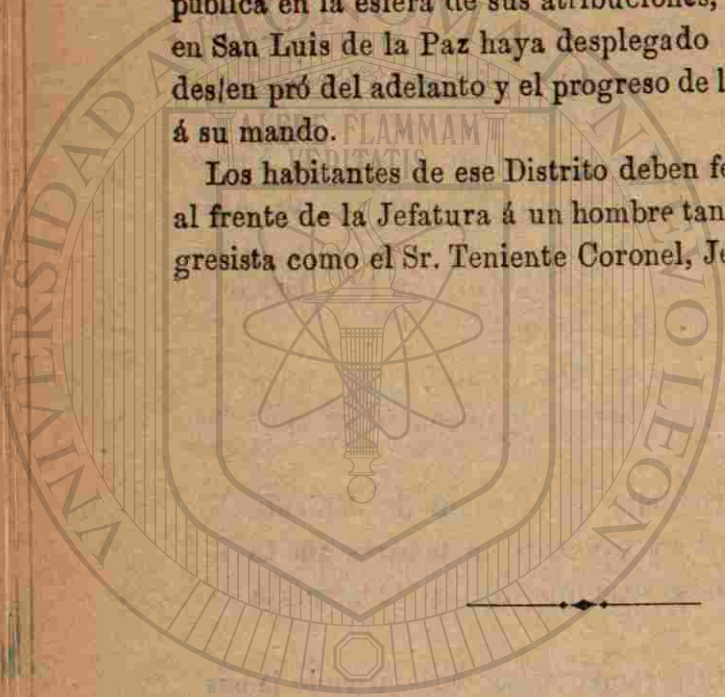 pública en la esfera de sus atribuciones,
en San Luis de la Paz haya desplegado
des en pró del adelanto y el progreso de l
á su mando.
Los habitantes de ese Distrito deben fe
al frente de la Jefatura á un hombre tan
gresista como el Sr. Teniente Coronel, Je
ALERE FLAMMAM
VERITATIS